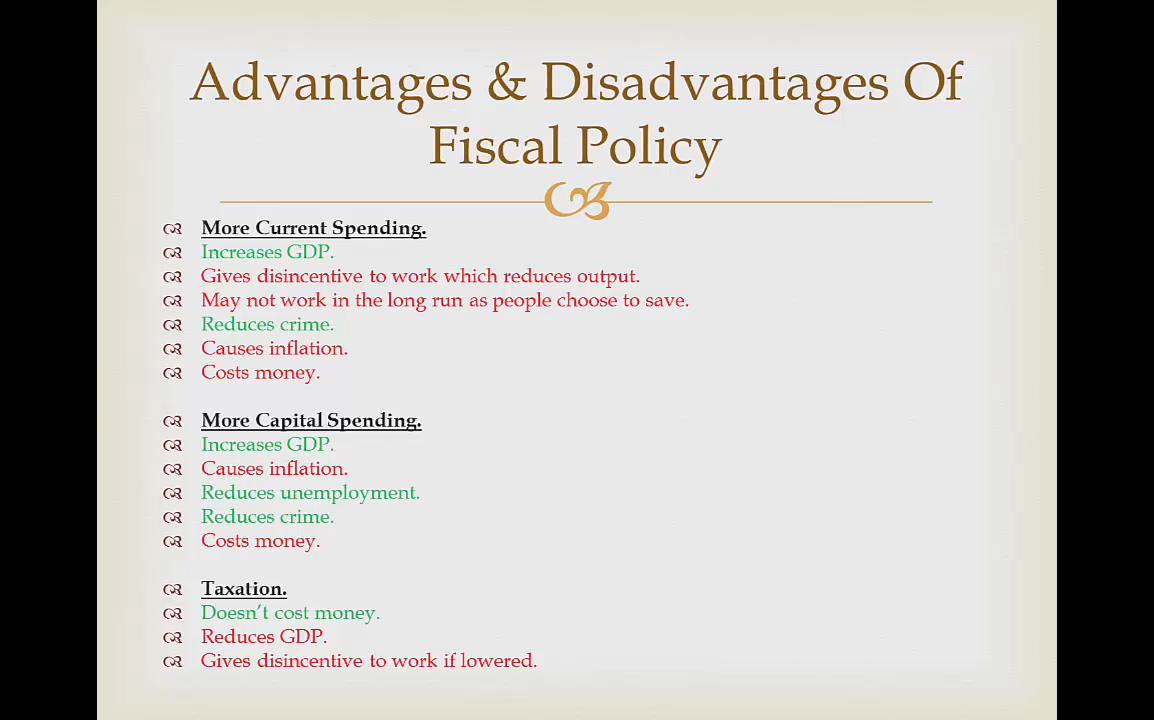 Advantages & Disadvantages Of
Fiscal Policy
More Current Spending.
Increases GDP.
Gives disincentive to work which reduces output.
May not work in the long run as people choose to save.
Reduces crime.
Causes inflation.
Costs money.
More Capital Spending.
Increases GDP.
Causes inflation.
Reduces unemployment.
Reduces crime.
Costs money.
Taxation.
Doesn’t cost money.
Reduces GDP.
Gives disincentive to work if lowered.